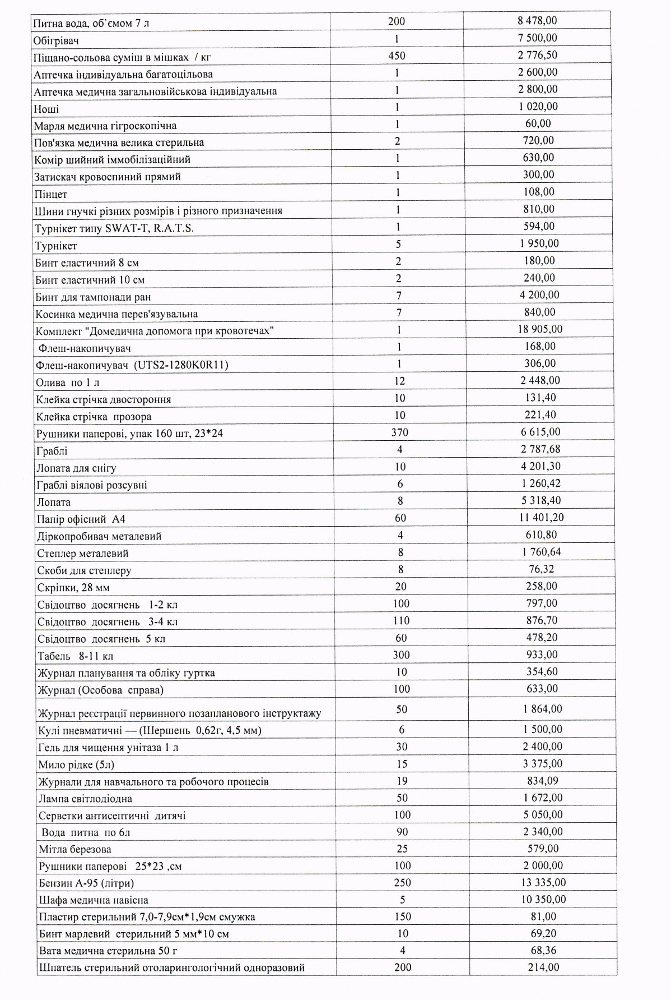 Питна вода, об`ємом 7 л 200 8 478,00
Обігрівач 1 7 500,00
Піщано-сольова суміш в мішках / кг 450 2 776,50
Аптечка індивідуальна багатоцільова 1 2 600,00
Аптечка медична загальновійськова індивідуальна 1 2 800,00
Ноші 1 1 020,00
Марля медична гігроскопічна 1 60,00
Пов'язка медична велика стерильна 2 720,00
Комір шийний іммобілізаційний 1 630,00
Затискач кровоспиний прямий 1 300,00
Пінцет 1 108,00
Шини гнучкі різних розмірів і різного призначення 1 810,00
Турнікет типу SWAT-T, R.A.T.S. 1 594,00
Турнікет 5 1 950,00
Бинт еластичний 8 см 2 180,00
Бинт еластичний 10 см 2 240,00
Бинт для тампонади ран 7 4 200,00
Косинка медична перев'язувальна 7 840,00
Комплект "Домедична допомога при кровотечах" 1 18 905,00
Флеш-накопичувач 1 168,00
Флеш-накопичувач (UTS2-1280K0R11) 1 306,00
Олива по 1 л 12 2 448,00
Клейка стрічка двостороння 10 131,40
Клейка стрічка прозора 10 221,40
Рушники паперові, упак 160 шт, 23*24 370 6 615,00
Граблі 4 2 787,68
Лопата для снігу 10 4 201,30
Граблі віялові розсувні 6 1 260,42
Лопата 8 5 318,40
Папір офісний А4 60 11 401,20
Діркопробивач металевий 4 610,80
Степлер металевий 8 1 760,64
Скоби для степлеру 8 76,32
Скріпки, 28 мм 20 258,00
Свідоцтво досягнень 1-2 кл 100 797,00
Свідоцтво досягнень 3-4 кл 110 876,70
Свідоцтво досягнень 5 кл 60 478,20
Табель 8-11 кл 300 933,00
Журнал планування та обліку гуртка 10 354,60
Журнал (Особова справа) 100 633,00
Журнал реєстрації первинного позапланового інструктажу 50 1 864,00
Кулі пневматичні — (Шершень 0,62г, 4,5 мм) 6 1 500,00
Гель для чищення унітаза 1 л 30 2 400,00
Мило рідке (5л) 15 3 375,00
Журнали для навчального та робочого процесів 19 834,09
Лампа світлодіодна 50 1 672,00
Серветки антисептичні дитячі 100 5 050,00
Вода питна по 6л 90 2 340,00
Мітла березова 25 579,00
Рушники паперові 25*23 ,см 100 2 000,00
Бензин А-95 (літри) 250 13 335,00
Шафа медична навісна 5 10 350,00
Пластир стерильний 7,0-7,9см*1,9см смужка 150 81,00
Бинт марлевий стерильний 5 мм*10 см 10 69,20
Вата медична стерильна 50 г 4 68,36
Шпатель стерильний отоларингологічний одноразовий 200 214,00